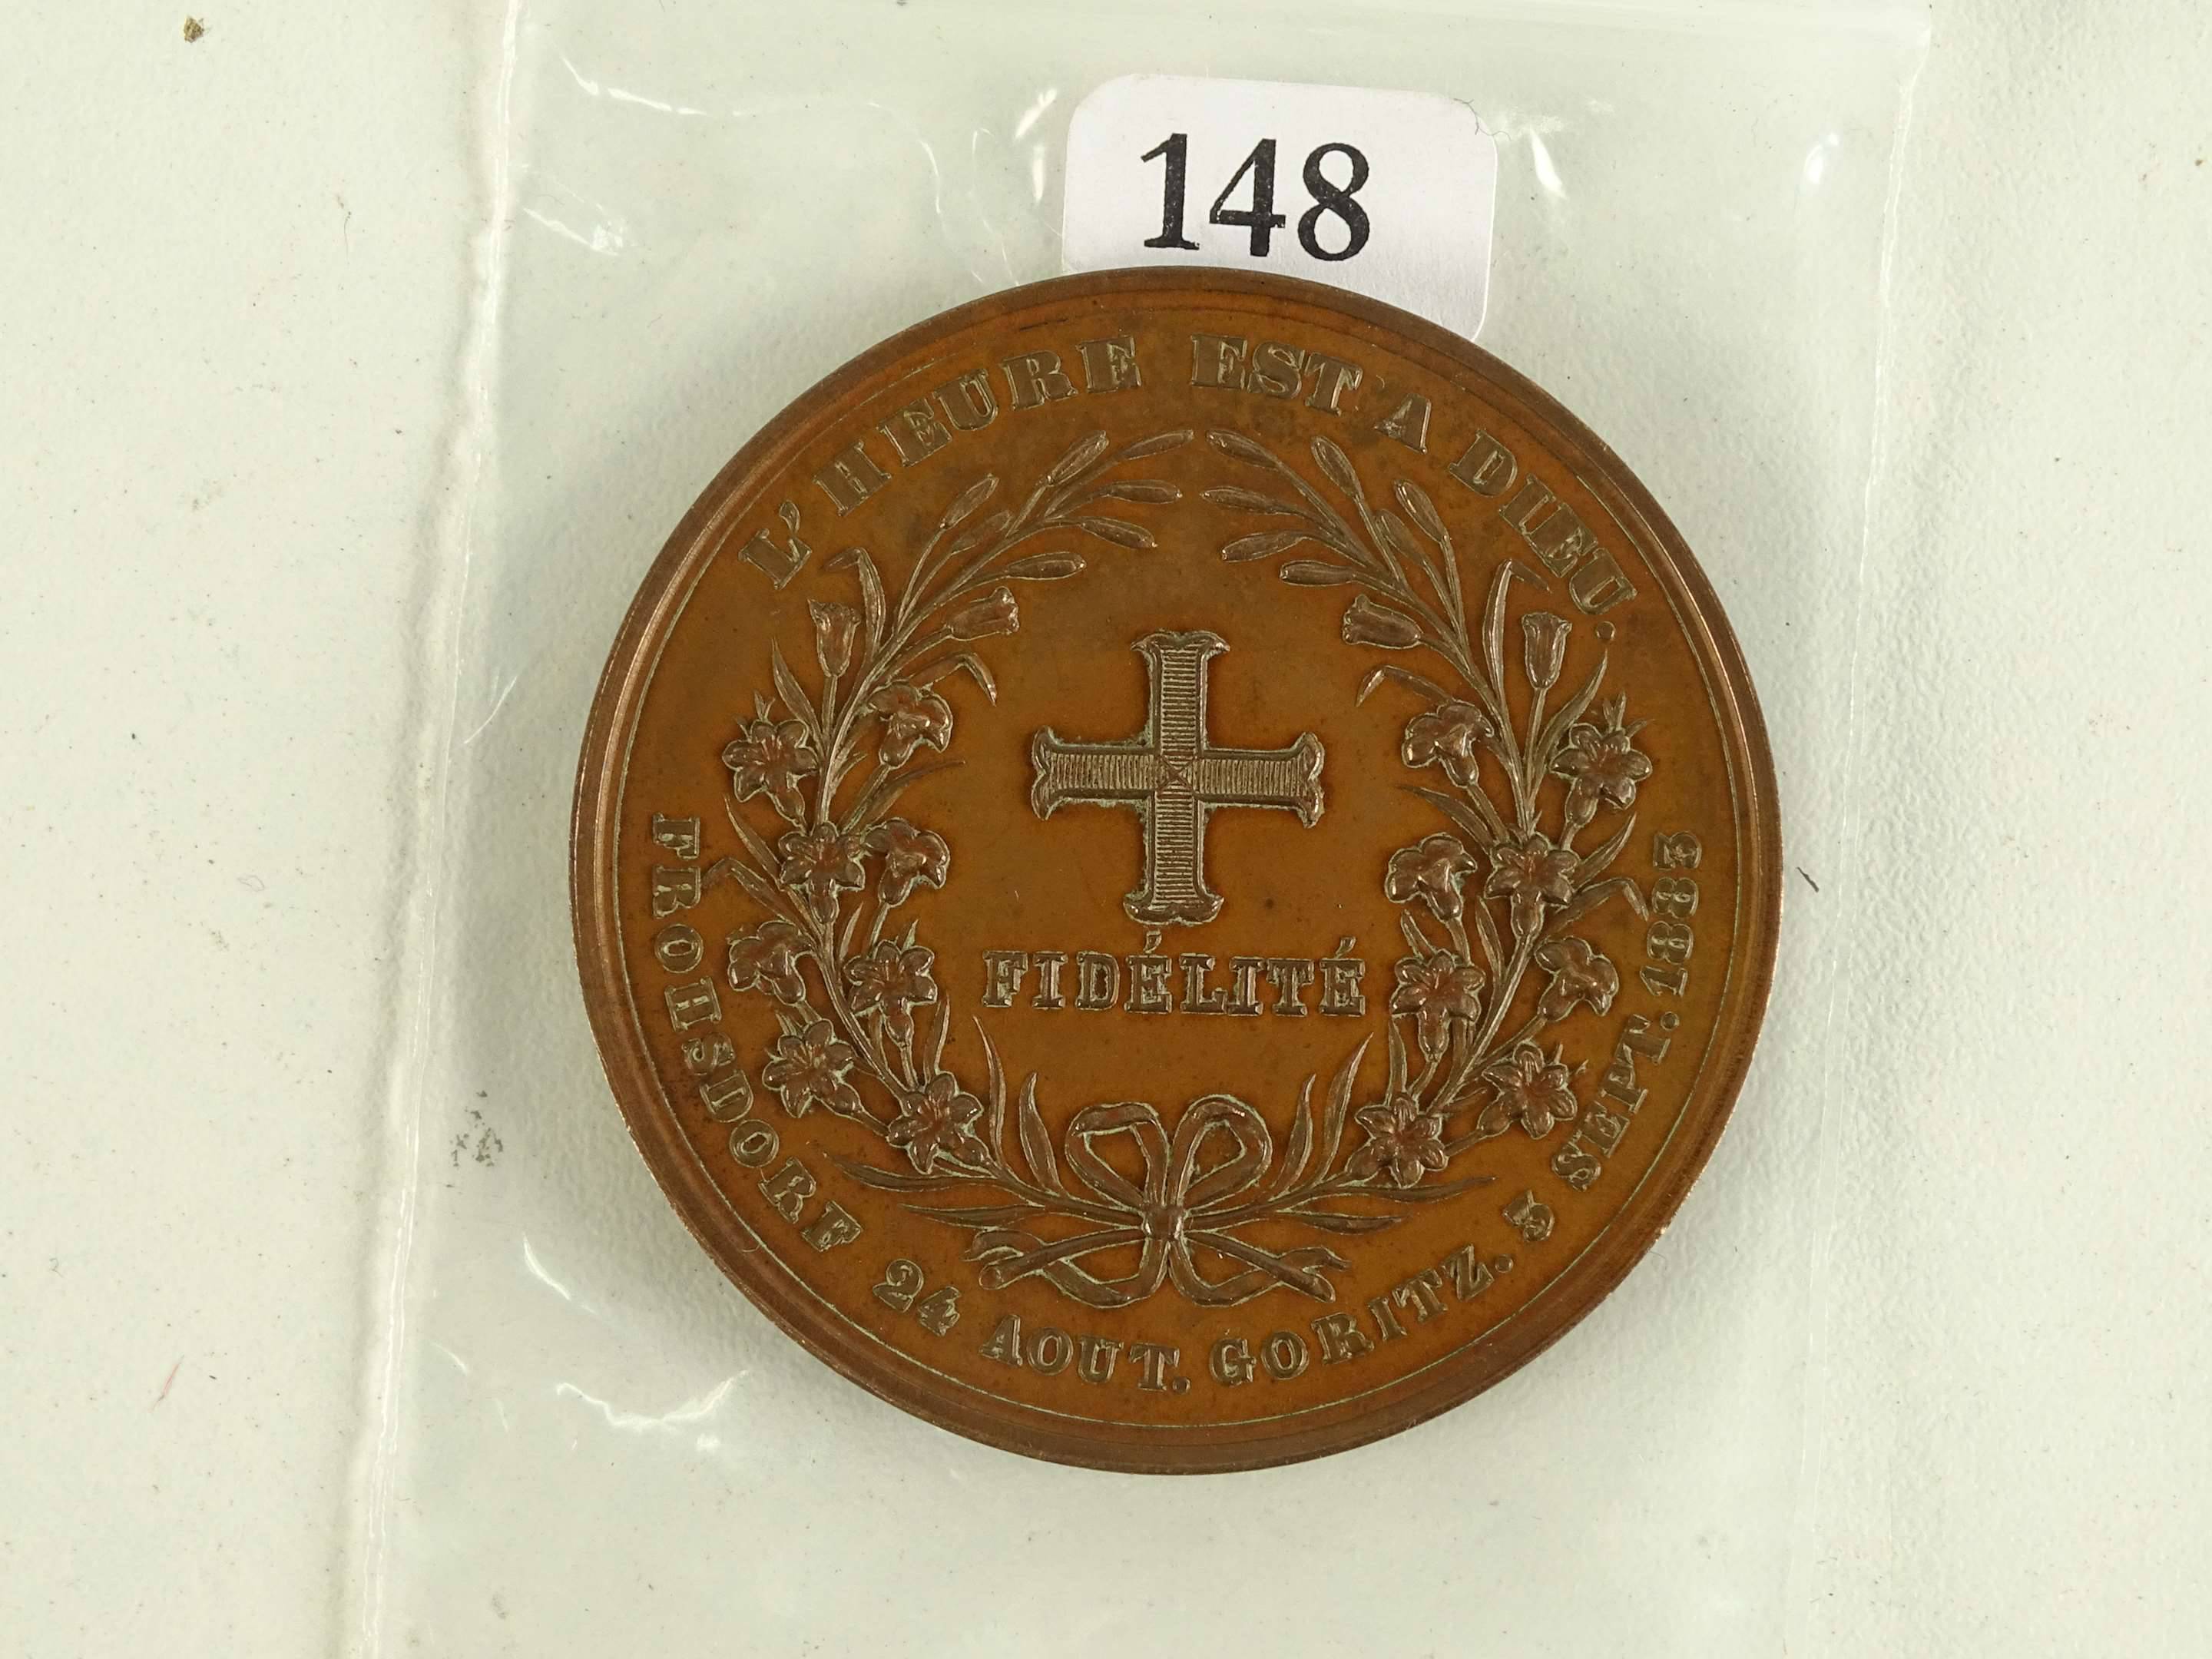 148
L'HEURE EST A DIEU.
FIDÉLITÉ
FROHSDORF 24 AOUT. GORITZ. 3 SEPT. 1883